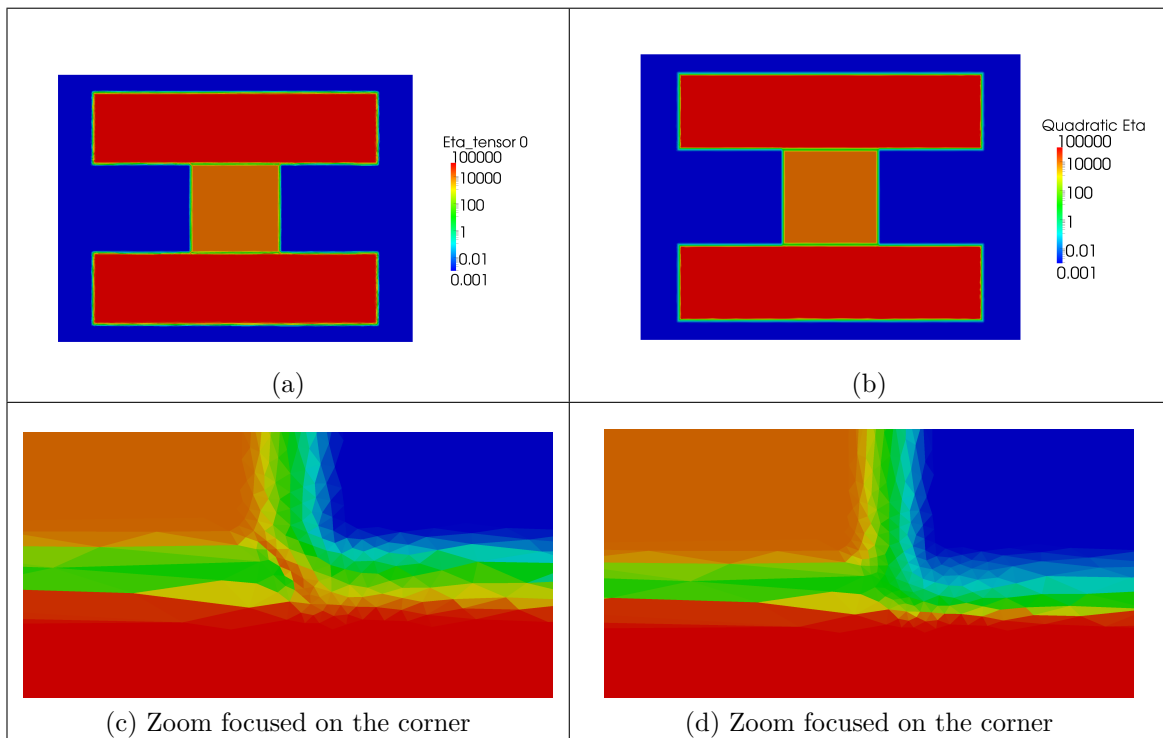 Eta_tensor 0
100000
10000
100
1
0.01
0.001
(a)
Quadratic Eta
100000
10000
100
1
0.01
0.001
(b)
(c) Zoom focused on the corner
(d) Zoom focused on the corner